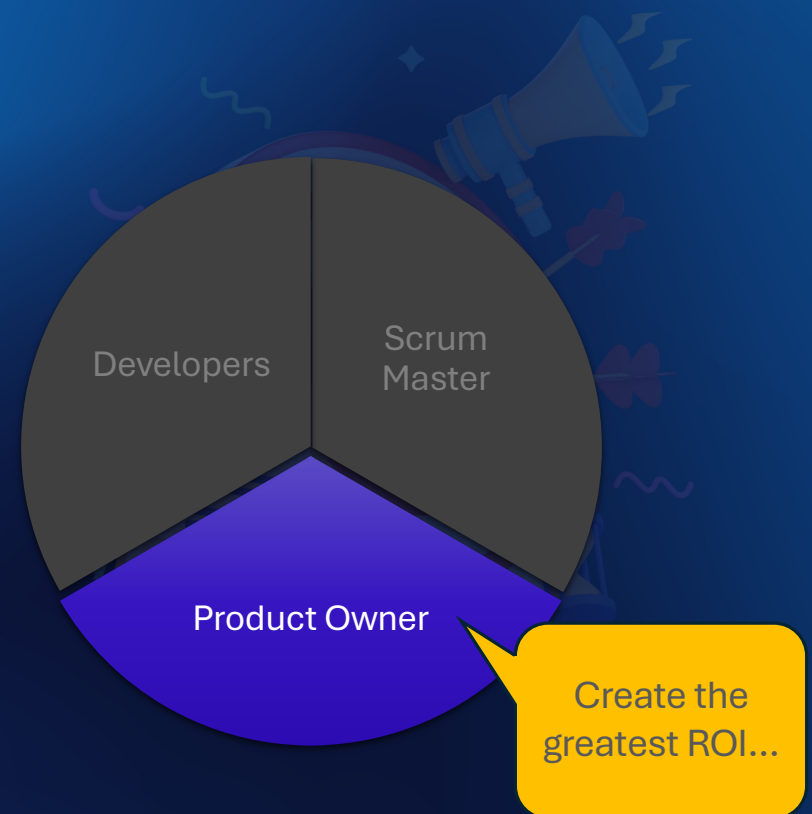 Developers
Scrum
Master
Product Owner
Create the
greatest ROI...